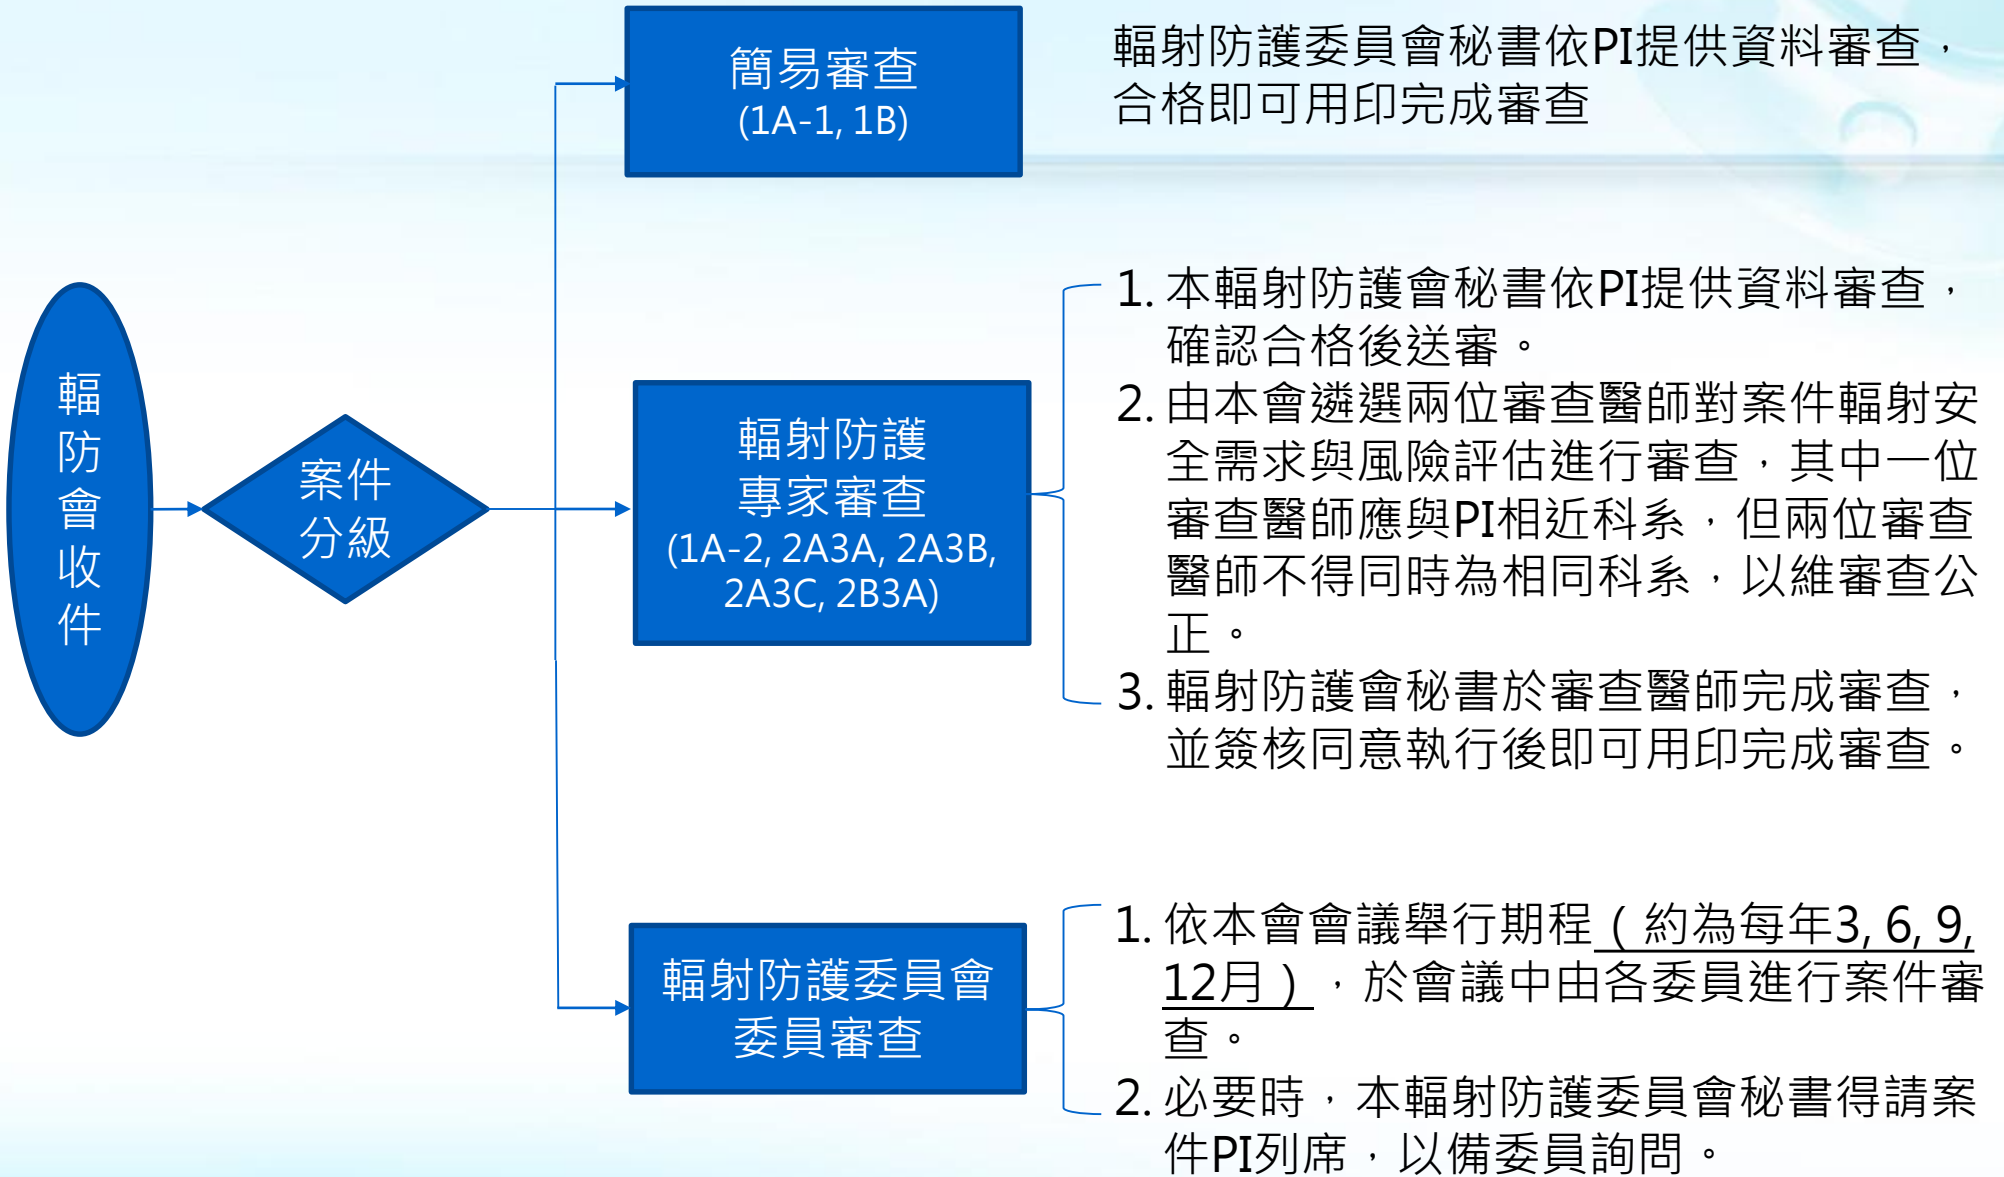 輻
防
會
收
件
案件
分級
簡易審查
(1A-1, 1B)
輻射防護委員會秘書依PI提供資料審查，
合格即可用印完成審查
輻射防護
專家審查
(1A-2, 2A3A, 2A3B,
2A3C, 2B3A)
1. 本輻射防護會秘書依PI提供資料審查，
確認合格後送審。
2. 由本會遴選兩位審查醫師對案件輻射安
全需求與風險評估進行審查，其中一位
審查醫師應與PI相近科系，但兩位審查
醫師不得同時為相同科系，以維審查公
正。
3. 輻射防護會秘書於審查醫師完成審查，
並簽核同意執行後即可用印完成審查。
輻射防護委員會
委員審查
1. 依本會會議舉行期程（約為每年3, 6, 9,
12月），於會議中由各委員進行案件審
查。
2. 必要時，本輻射防護委員會秘書得請案
件PI列席，以備委員詢問。